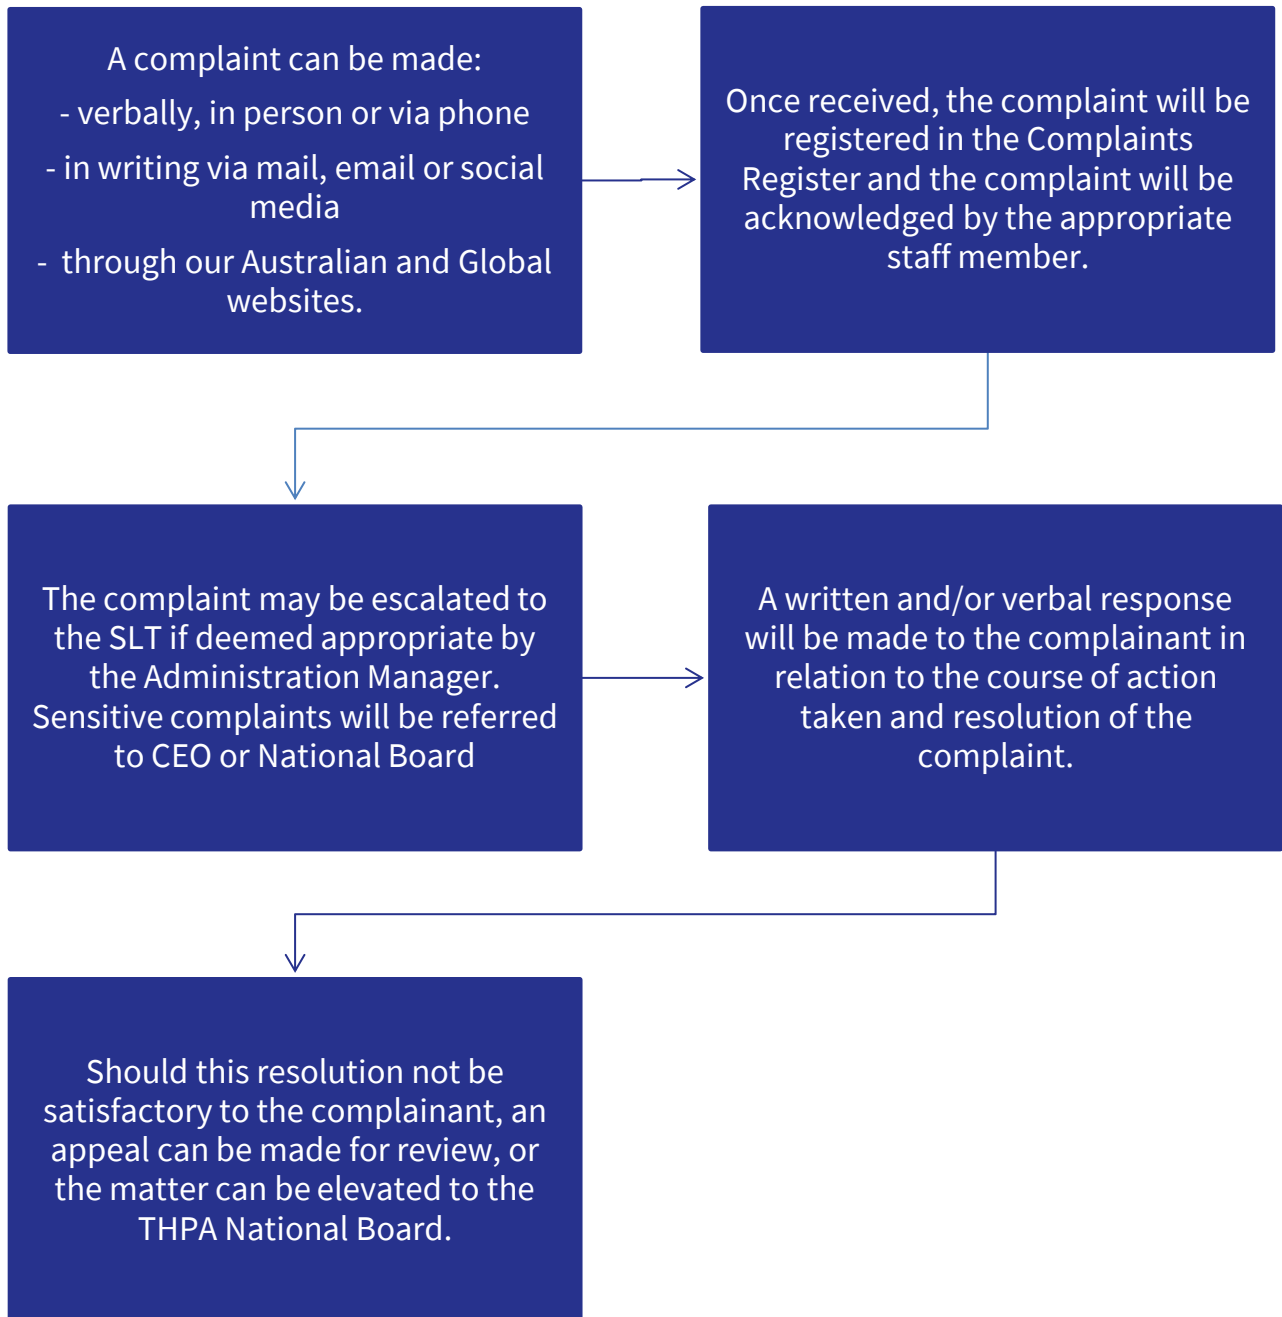 A complaint can be made:
- verbally, in person or via phone
- in writing via mail, email or social
media
- through our Australian and Global
websites.
Once received, the complaint will be
registered in the Complaints
Register and the complaint will be
acknowledged by the appropriate
staff member.
The complaint may be escalated to
the SLT if deemed appropriate by
the Administration Manager.
Sensitive complaints will be referred
to CEO or National Board
A written and/or verbal response
will be made to the complainant in
relation to the course of action
taken and resolution of the
complaint.
Should this resolution not be
satisfactory to the complainant, an
appeal can be made for review, or
the matter can be elevated to the
THPA National Board.